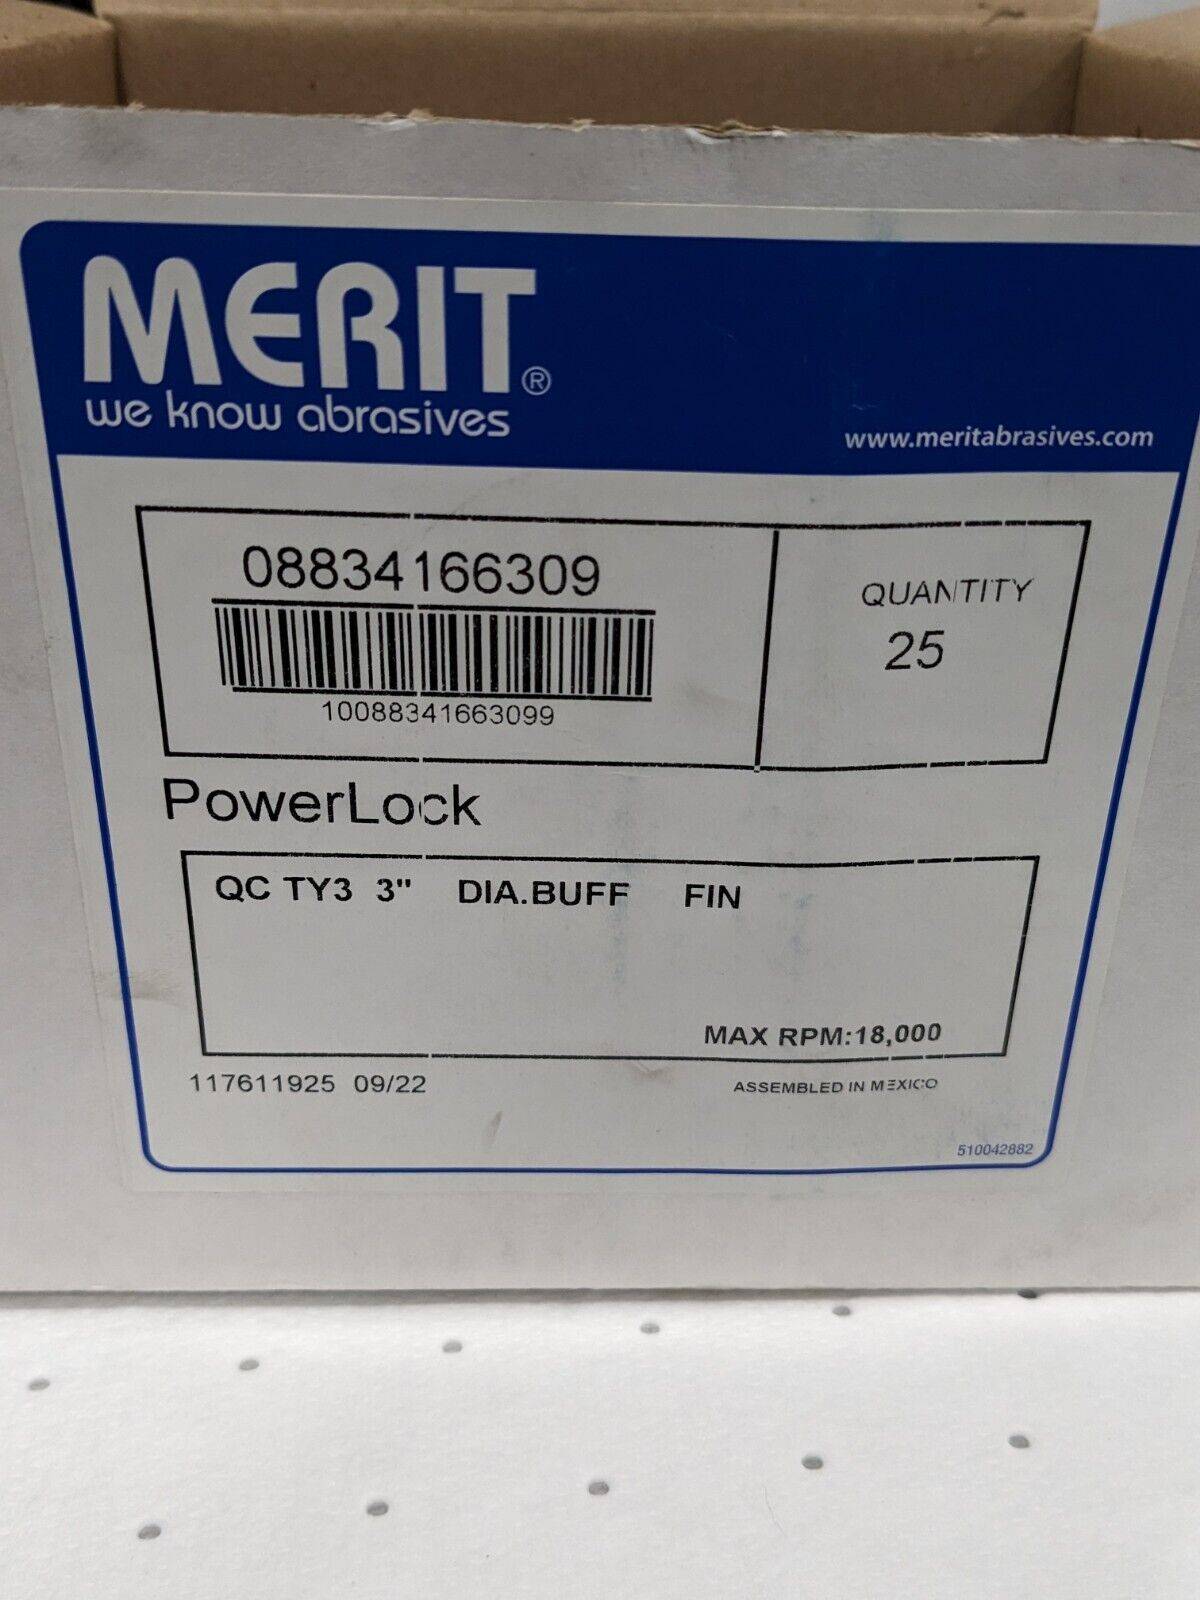 MERIT®
we know abrasives
www.meritabrasives.com
08834166309
QUANTITY
25
10088341663099
PowerLock
QC TY3 3" DIA.BUFF FIN
MAX RPM:18,000
117611925 09/22
ASSEMBLED IN MEXICO
510042882